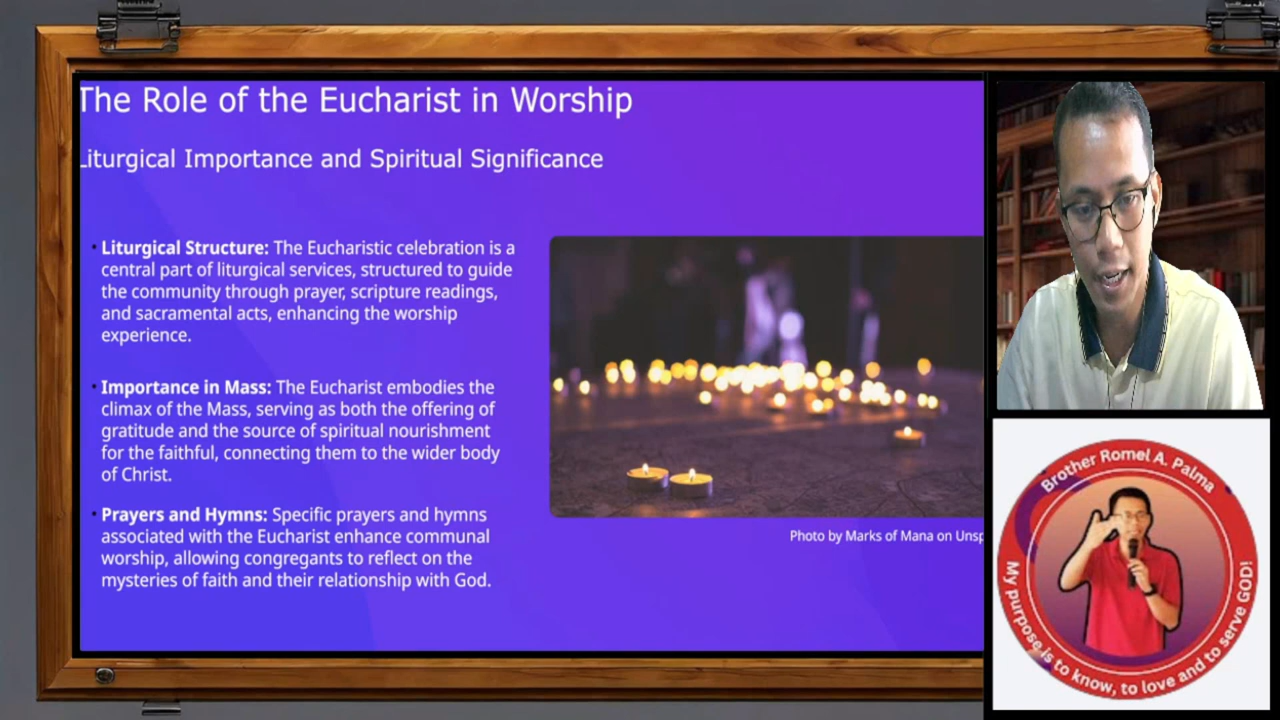 The Role of the Eucharist in Worship
Liturgical Importance and Spiritual Significance
• Liturgical Structure: The Eucharistic celebration is a
central part of liturgical services, structured to guide
the community through prayer, scripture readings,
and sacramental acts, enhancing the worship
experience.
• Importance in Mass: The Eucharist embodies the
climax of the Mass, serving as both the offering of
gratitude and the source of spiritual nourishment
for the faithful, connecting them to the wider body
of Christ.
• Prayers and Hymns: Specific prayers and hymns
associated with the Eucharist enhance communal
worship, allowing congregants to reflect on the
mysteries of faith and their relationship with God.
Photo by Marks of Mana on Unsp
Brother Romel A. Palma
My purpose is to know, to love and to serve GOD!